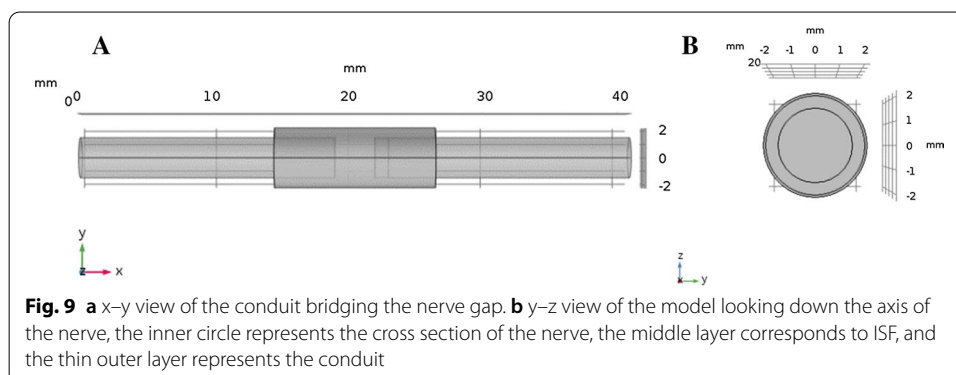 A
B
mm
mm
mm
mm -2 -1 0 1 2
20
0 0 10 20 30 40
2
0
-2
2
1
0 mm
-1
-2
y
z x
z
x y
Fig. 9 a x–y view of the conduit bridging the nerve gap. b y–z view of the model looking down the axis of
the nerve, the inner circle represents the cross section of the nerve, the middle layer corresponds to ISF, and
the thin outer layer represents the conduit